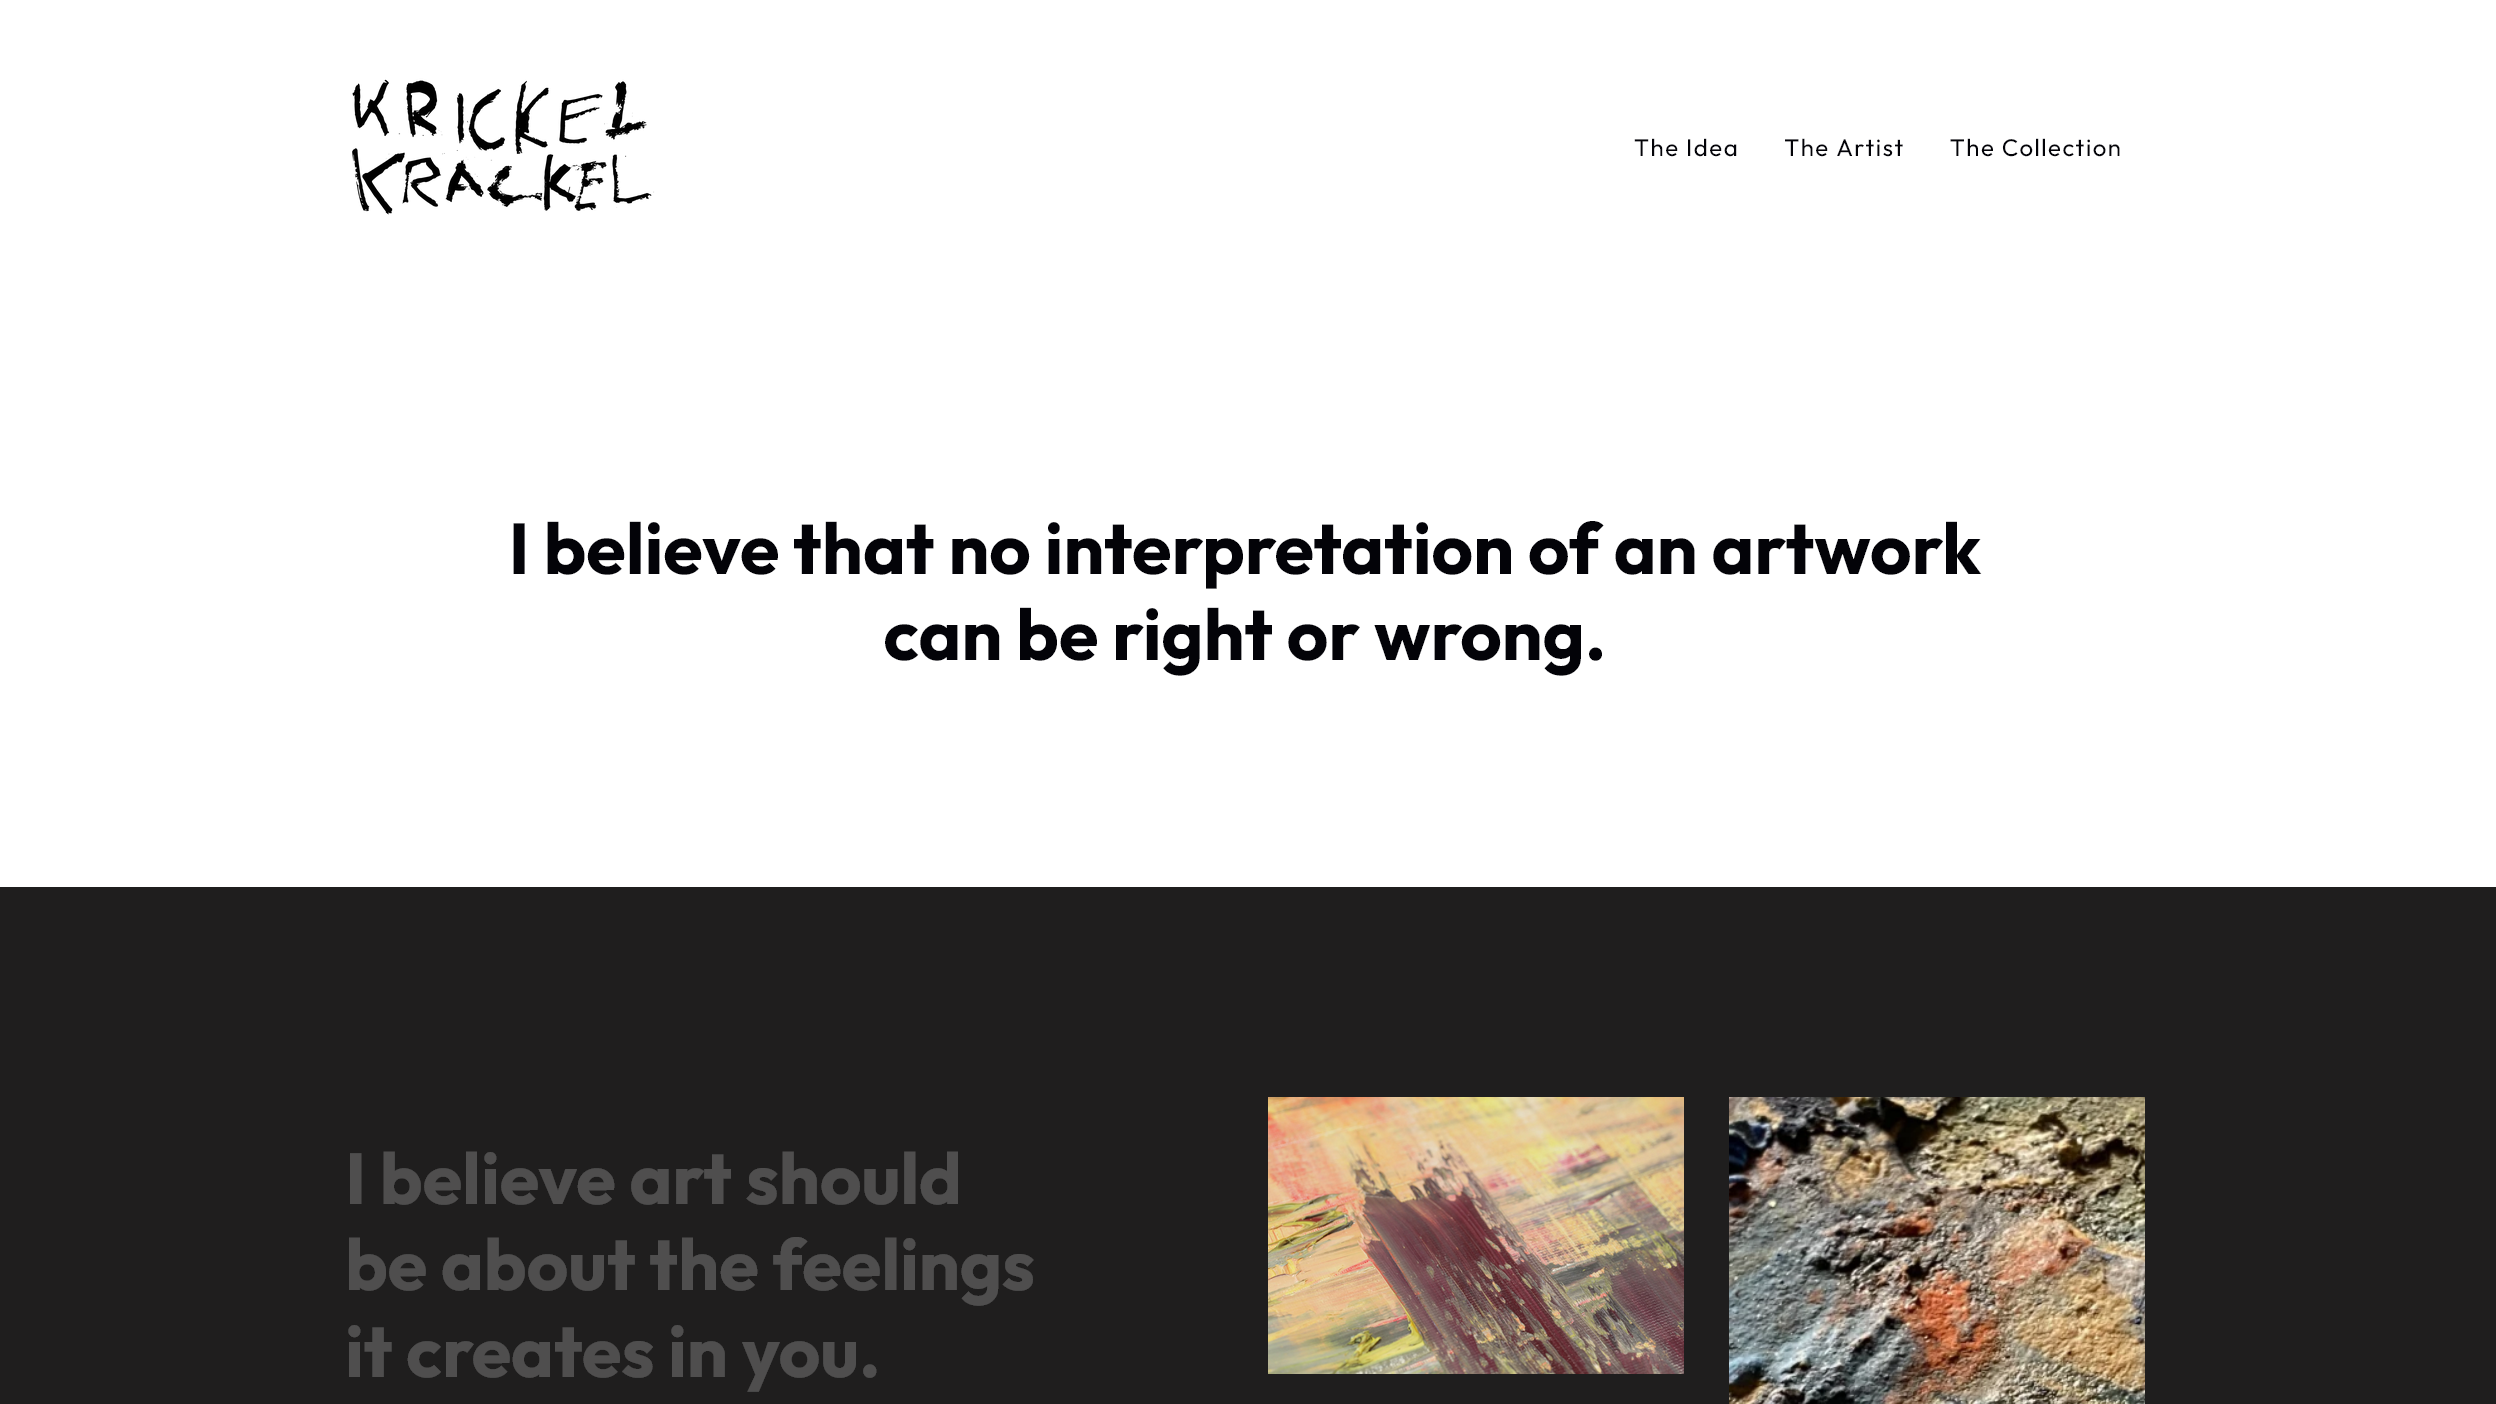 KRICKEL
KRACKEL
The Idea
The Artist
The Collection
I believe that no interpretation of an artwork
can be right or wrong.
I believe art should
be about the feelings
it creates in you.